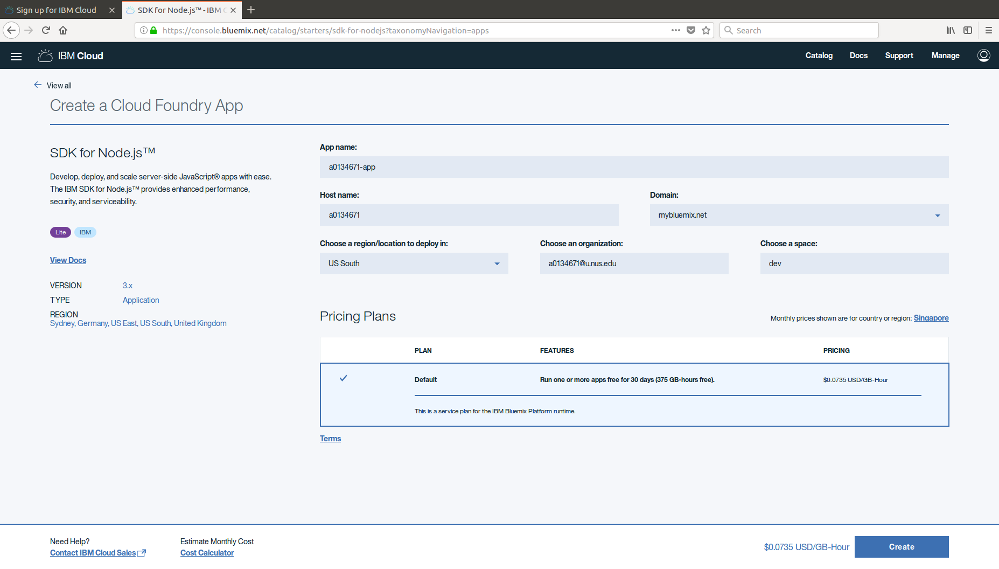 Sign up for IBM Cloud
SDK for Node.js™ - IBM C
https://console.bluemix.net/catalog/starters/sdk-for-nodejs?taxonomyNavigation=apps
Search
IBM Cloud
Catalog Docs Support Manage
View all
Create a Cloud Foundry App
SDK for Node.js™
Develop, deploy, and scale server-side JavaScript® apps with ease.
The IBM SDK for Node.js™ provides enhanced performance,
security, and serviceability.
Lite IBM
View Docs
VERSION 3.x
TYPE Application
REGION
Sydney, Germany, US East, US South, United Kingdom
App name:
a0134671-app
Host name: Domain:
a0134671 mybluemix.net
Choose a region/location to deploy in: Choose an organization: Choose a space:
US South a0134671@u.nus.edu dev
Pricing Plans
Monthly prices shown are for country or region: Singapore
PLAN FEATURES PRICING
Default Run one or more apps free for 30 days (375 GB-hours free). $0.0735 USD/GB-Hour
This is a service plan for the IBM Bluemix Platform runtime.
Terms
Need Help? Estimate Monthly Cost
Contact IBM Cloud Sales Cost Calculator
$0.0735 USD/GB-Hour Create